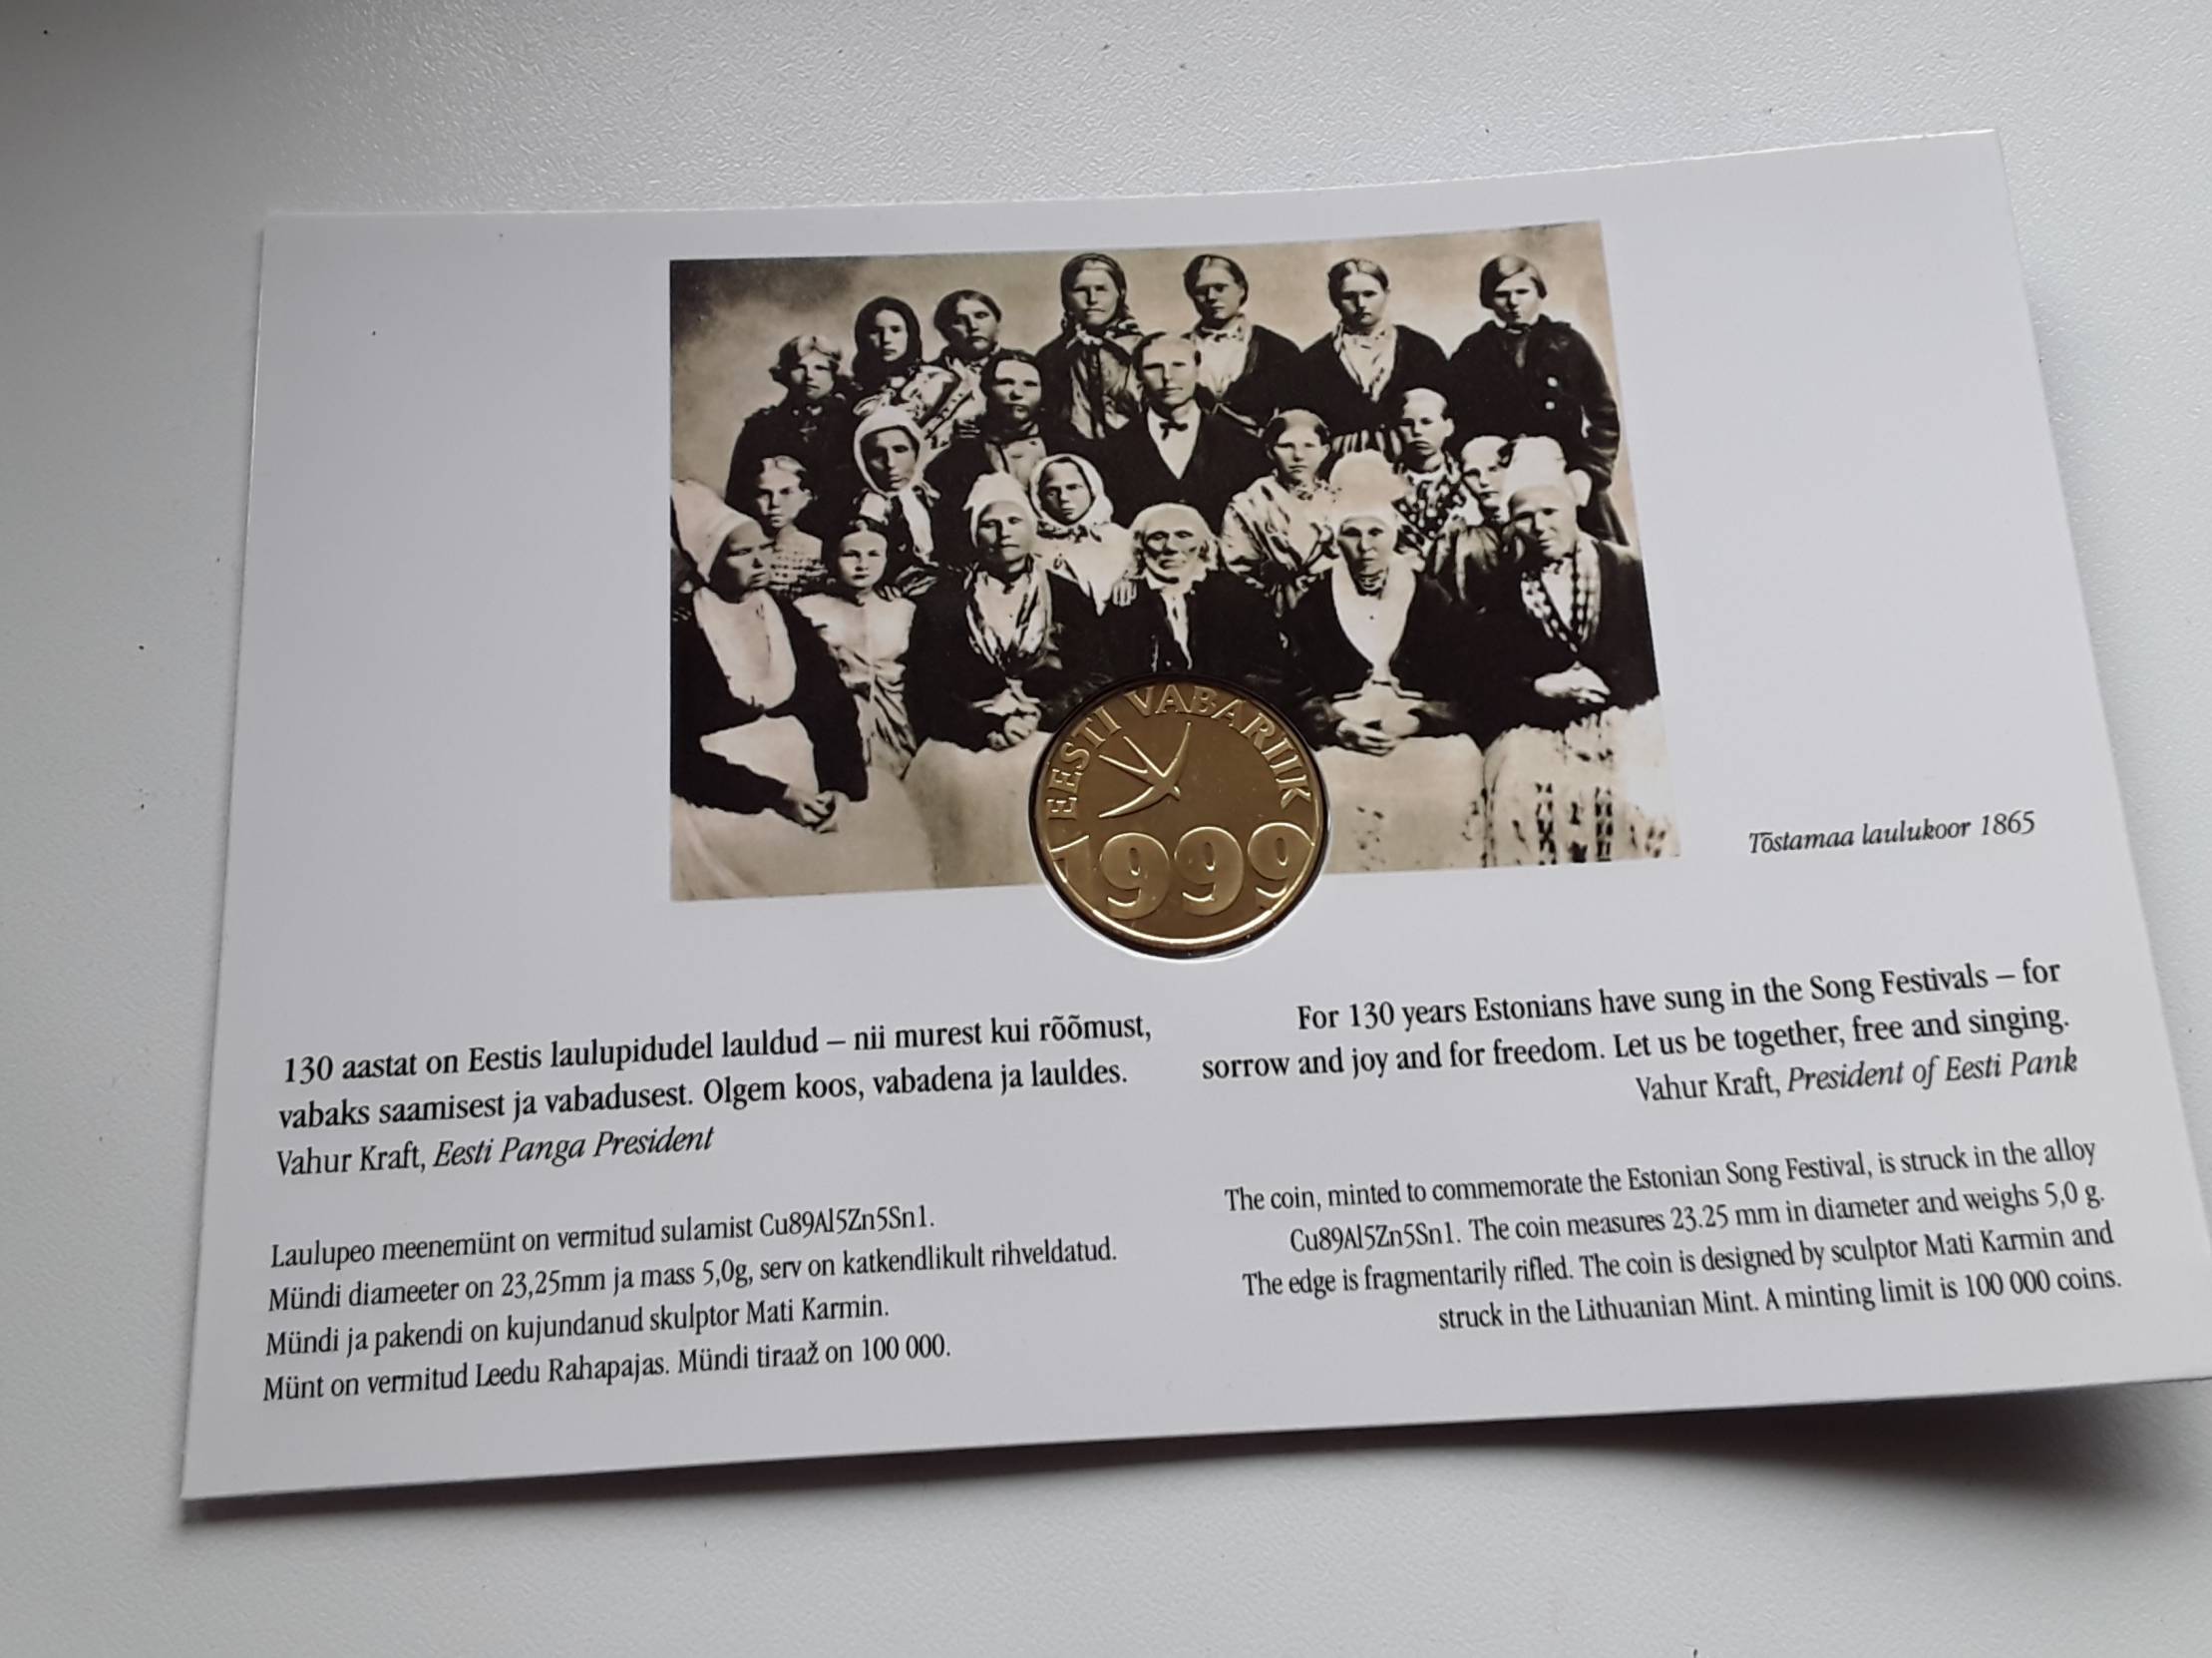 EESTI VABARIIK
1999
Tõstamaa laulukoor 1865
130 aastat on Eestis laulupidudel lauldud – nii murest kui rõõmust,
vabaks saamisest ja vabadusest. Olgem koos, vabadena ja lauldes.
Vahur Kraft, Eesti Panga President
Laulupeo meenemünt on vermitud sulamist Cu89Al5Zn5Sn1.
Mündi diameeter on 23,25mm ja mass 5,0g, serv on katkendlikult rihveldatud.
Mündi ja pakendi on kujundanud skulptor Mati Karmin.
Münt on vermitud Leedu Rahapajas. Mündi tiraaž on 100 000.
For 130 years Estonians have sung in the Song Festivals – for
sorrow and joy and for freedom. Let us be together, free and singing.
Vahur Kraft, President of Eesti Pank
The coin, minted to commemorate the Estonian Song Festival, is struck in the alloy
Cu89Al5Zn5Sn1. The coin measures 23.25 mm in diameter and weighs 5,0 g.
The edge is fragmentarily rifled. The coin is designed by sculptor Mati Karmin and
struck in the Lithuanian Mint. A minting limit is 100 000 coins.